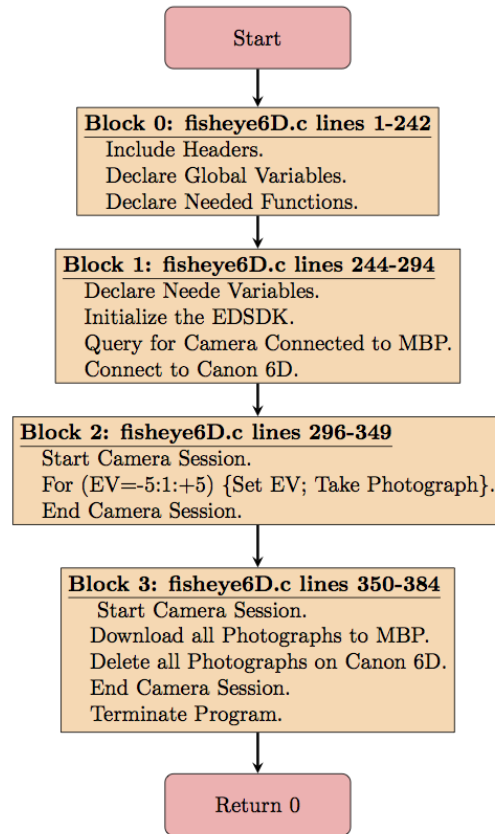 Start
Block 0: fisheye6D.c lines 1-242
Include Headers.
Declare Global Variables.
Declare Needed Functions.
Block 1: fisheye6D.c lines 244-294
Declare Neede Variables.
Initialize the EDSDK.
Query for Camera Connected to MBP.
Connect to Canon 6D.
Block 2: fisheye6D.c lines 296-349
Start Camera Session.
For (EV=-5:1:+5) {Set EV; Take Photograph}.
End Camera Session.
Block 3: fisheye6D.c lines 350-384
Start Camera Session.
Download all Photographs to MBP.
Delete all Photographs on Canon 6D.
End Camera Session.
Terminate Program.
Return 0